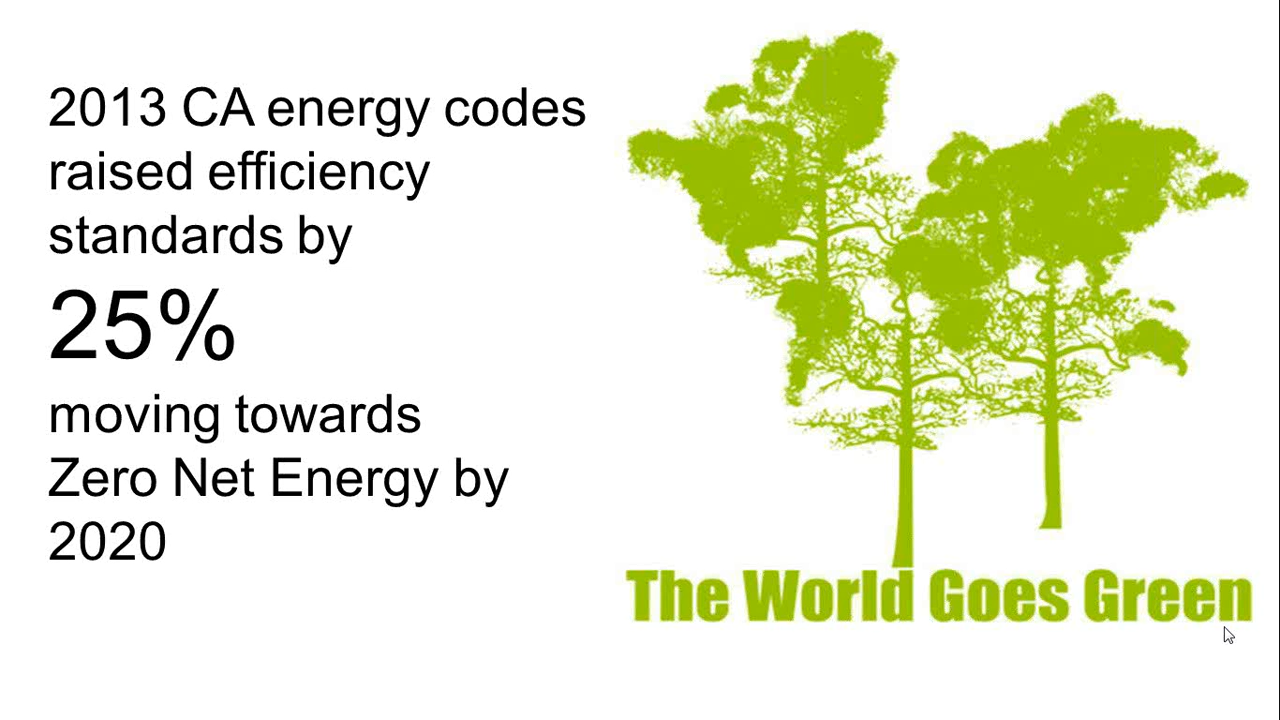 2013 CA energy codes
raised efficiency
standards by
25%
moving towards
Zero Net Energy by
2020
The World Goes Green